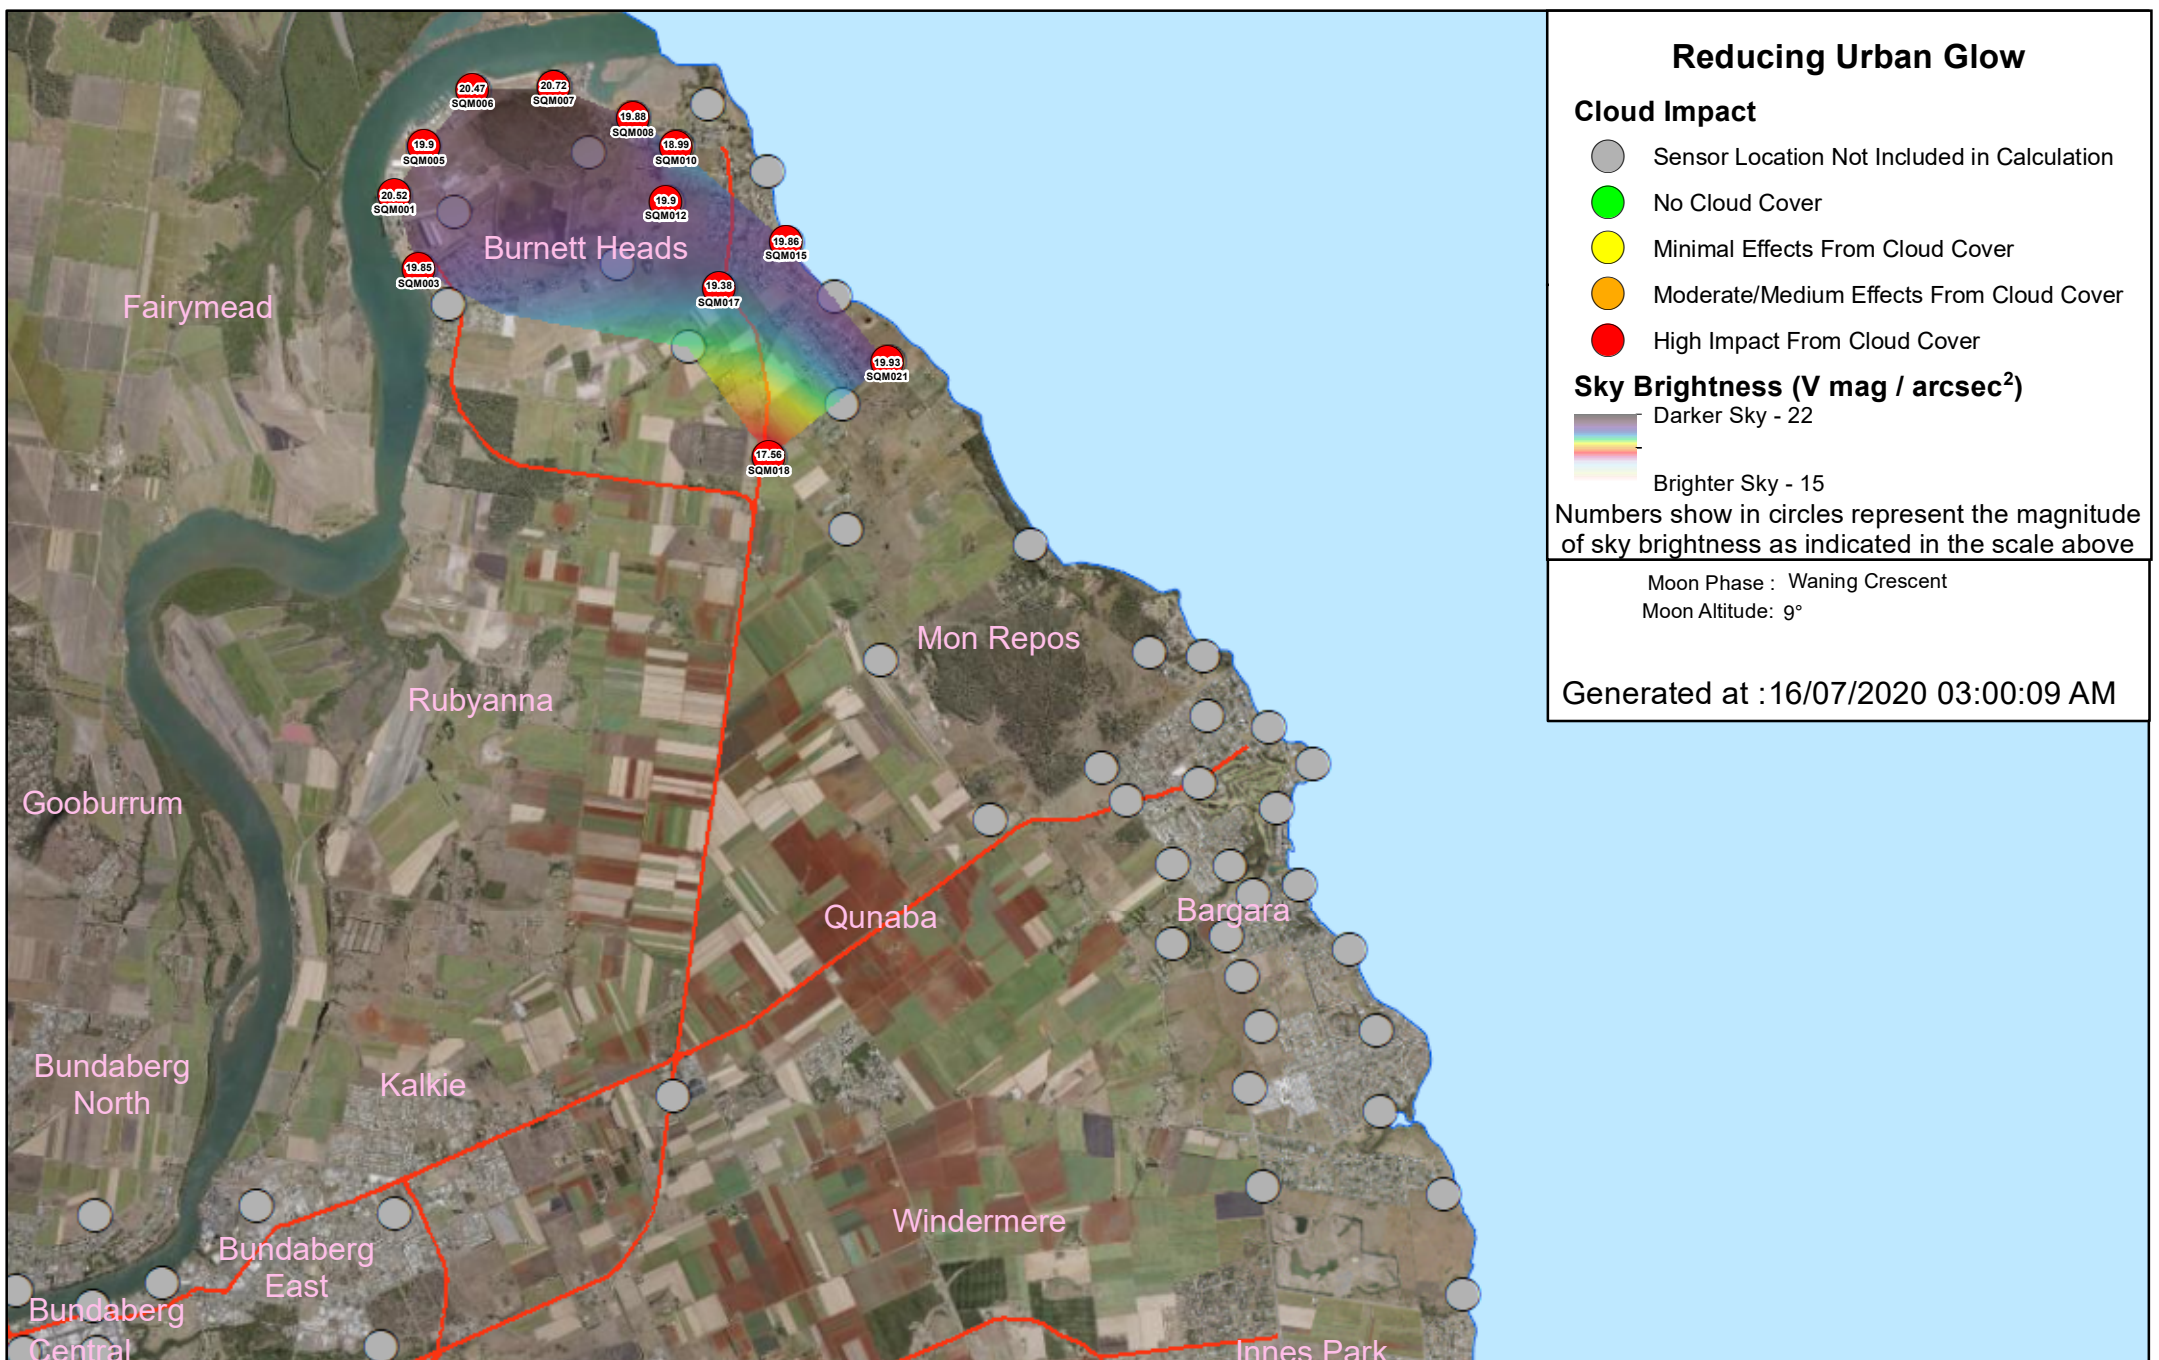 Reducing Urban Glow
Cloud Impact
Sensor Location Not Included in Calculation
No Cloud Cover
Minimal Effects From Cloud Cover
Moderate/Medium Effects From Cloud Cover
High Impact From Cloud Cover
Sky Brightness (V mag / arcsec²)
Darker Sky - 22
Brighter Sky - 15
Numbers show in circles represent the magnitude
of sky brightness as indicated in the scale above
Moon Phase : Waning Crescent
Moon Altitude: 9°
Generated at :16/07/2020 03:00:09 AM
20.47
SQM006
20.72
SQM007
19.88
SQM008
19.9
SQM005
18.99
SQM010
20.52
SQM001
19.9
SQM012
19.86
SQM015
Burnett Heads
19.85
SQM003
19.38
SQM017
Fairymead
19.93
SQM021
17.56
SQM018
Mon Repos
Rubyanna
Gooburrum
Qunaba
Bargara
Bundaberg
North
Kalkie
Windermere
Bundaberg
East
Bundaberg
Central
Innes Park